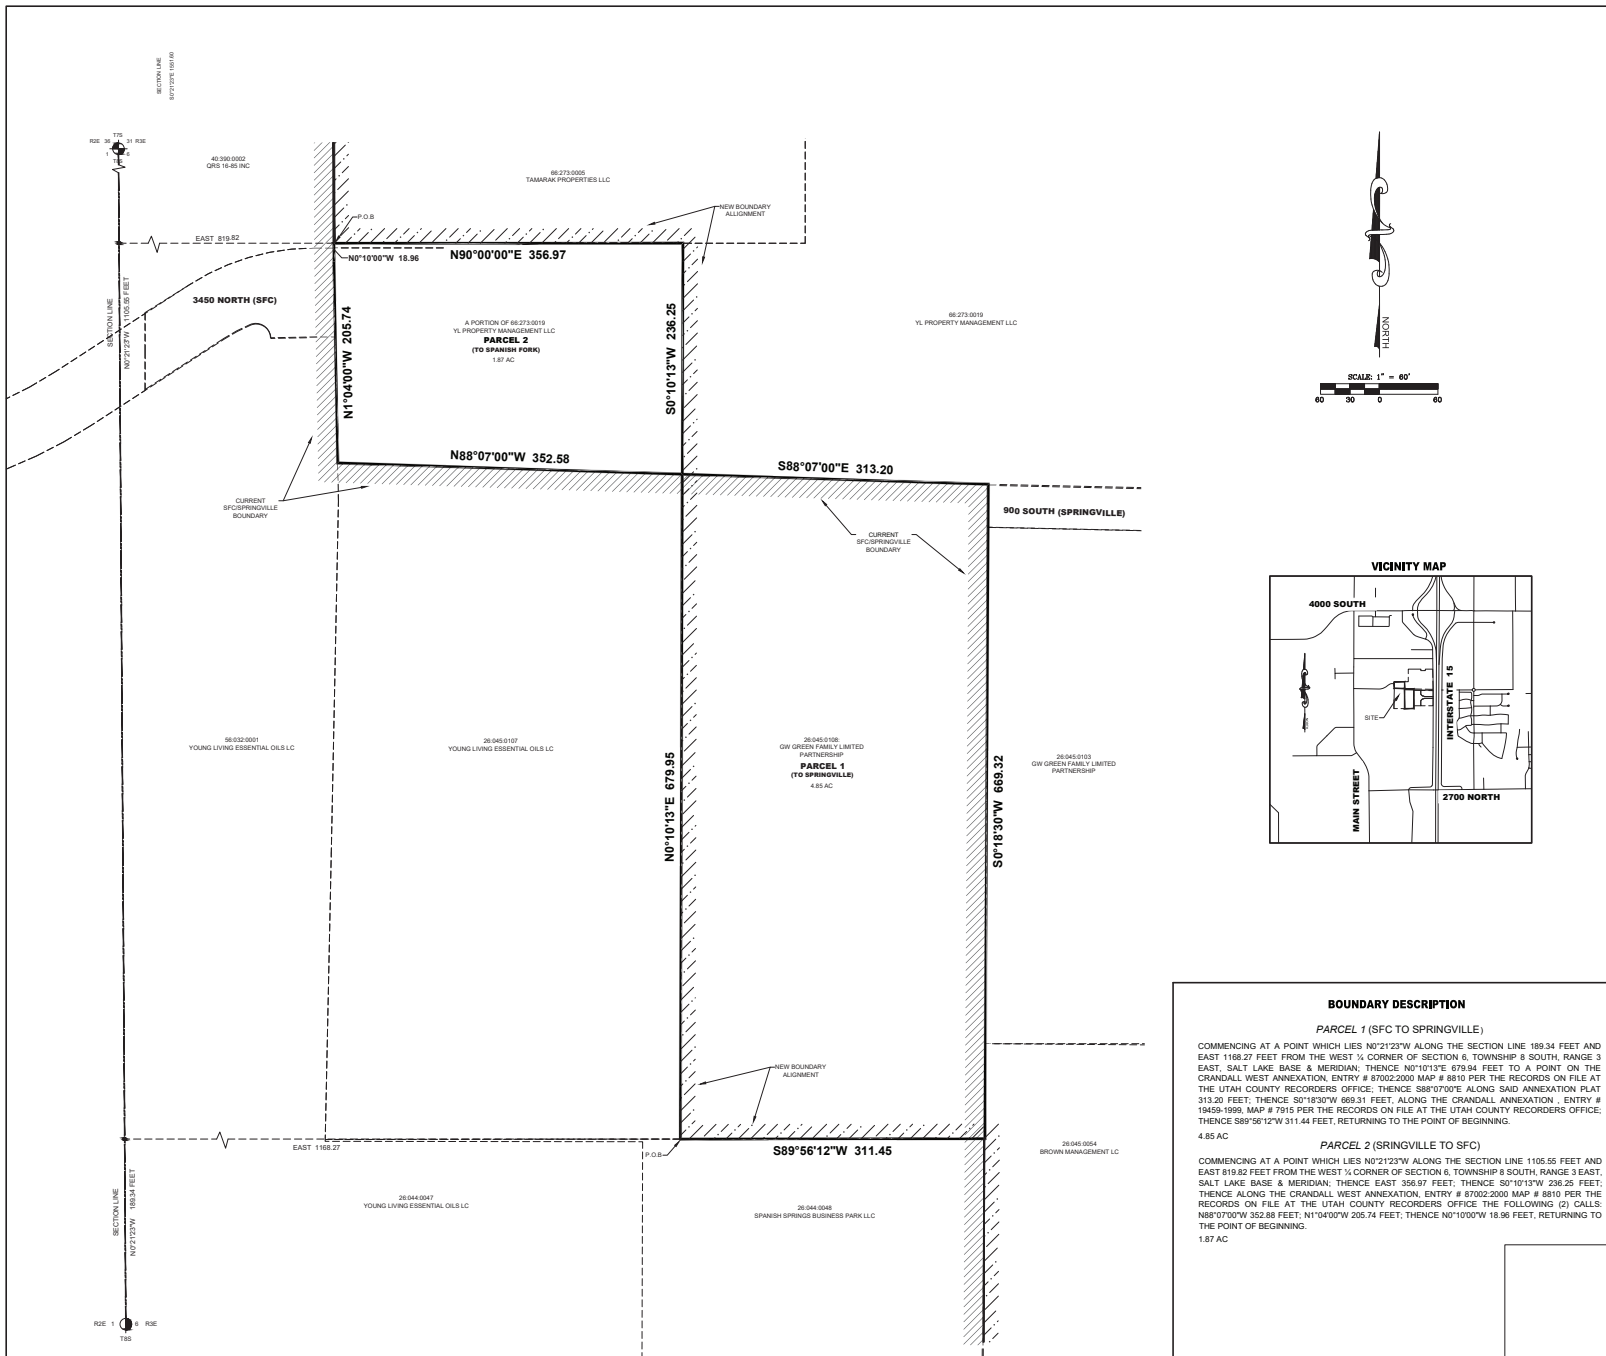 SECTION LINE
S0°21'23"E 1561.60
T7S
R2E 36 31 R3E
1 6
T8S
40:390:0002
QRS 16-85 INC
66:273:0005
TAMARAK PROPERTIES LLC
P.O.B
NEW BOUNDARY
ALLIGNMENT
EAST 819.82
N0°10'00"W 18.96
N90°00'00"E 356.97
3450 NORTH (SFC)
SECTION LINE
N0°21'23"W 1105.55 FEET
N1°04'00"W 205.74
A PORTION OF 66:273:0019
YL PROPERTY MANAGEMENT LLC
PARCEL 2
(TO SPANISH FORK)
1.87 AC
S0°10'13"W 236.25
66:273:0019
YL PROPERTY MANAGEMENT LLC
NORTH
SCALE: 1" = 60'
60 30 0 60
N88°07'00"W 352.58
S88°07'00"E 313.20
CURRENT
SFC/SPRINGVILLE
BOUNDARY
900 SOUTH (SPRINGVILLE)
CURRENT
SFC/SPRINGVILLE
BOUNDARY
VICINITY MAP
4000 SOUTH
INTERSTATE 15
SITE
MAIN STREET
2700 NORTH
56:032:0001
YOUNG LIVING ESSENTIAL OILS LC
26:045:0107
YOUNG LIVING ESSENTIAL OILS LC
N0°10'13"E 679.95
26:045:0108:
GW GREEN FAMILY LIMITED
PARTNERSHIP
PARCEL 1
(TO SPRINGVILLE)
4.85 AC
S0°18'30"W 669.32
26:045:0103
GW GREEN FAMILY LIMITED
PARTNERSHIP
NEW BOUNDARY
ALIGNMENT
EAST 1168.27
P.O.B
S89°56'12"W 311.45
26:045:0054
BROWN MANAGEMENT LC
SECTION LINE
N0°21'23"W 189.34 FEET
26:044:0047
YOUNG LIVING ESSENTIAL OILS LC
26:044:0048
SPANISH SPRINGS BUSINESS PARK LLC
R2E 1 6 R3E
T8S
BOUNDARY DESCRIPTION
PARCEL 1 (SFC TO SPRINGVILLE)
COMMENCING AT A POINT WHICH LIES N0°21'23"W ALONG THE SECTION LINE 189.34 FEET AND
EAST 1168.27 FEET FROM THE WEST ¼ CORNER OF SECTION 6, TOWNSHIP 8 SOUTH, RANGE 3
EAST, SALT LAKE BASE & MERIDIAN; THENCE N0°10'13"E 679.94 FEET TO A POINT ON THE
CRANDALL WEST ANNEXATION, ENTRY # 87002:2000 MAP # 8810 PER THE RECORDS ON FILE AT
THE UTAH COUNTY RECORDERS OFFICE; THENCE S88°07'00"E ALONG SAID ANNEXATION PLAT
313.20 FEET; THENCE S0°18'30"W 669.31 FEET, ALONG THE CRANDALL ANNEXATION , ENTRY #
19459-1999, MAP # 7915 PER THE RECORDS ON FILE AT THE UTAH COUNTY RECORDERS OFFICE;
THENCE S89°56'12"W 311.44 FEET, RETURNING TO THE POINT OF BEGINNING.
4.85 AC
PARCEL 2 (SRINGVILLE TO SFC)
COMMENCING AT A POINT WHICH LIES N0°21'23"W ALONG THE SECTION LINE 1105.55 FEET AND
EAST 819.82 FEET FROM THE WEST ¼ CORNER OF SECTION 6, TOWNSHIP 8 SOUTH, RANGE 3 EAST,
SALT LAKE BASE & MERIDIAN; THENCE EAST 356.97 FEET; THENCE S0°10'13"W 236.25 FEET;
THENCE ALONG THE CRANDALL WEST ANNEXATION, ENTRY # 87002:2000 MAP # 8810 PER THE
RECORDS ON FILE AT THE UTAH COUNTY RECORDERS OFFICE THE FOLLOWING (2) CALLS:
N88°07'00"W 352.88 FEET; N1°04'00"W 205.74 FEET; THENCE N0°10'00"W 18.96 FEET, RETURNING TO
THE POINT OF BEGINNING.
1.87 AC